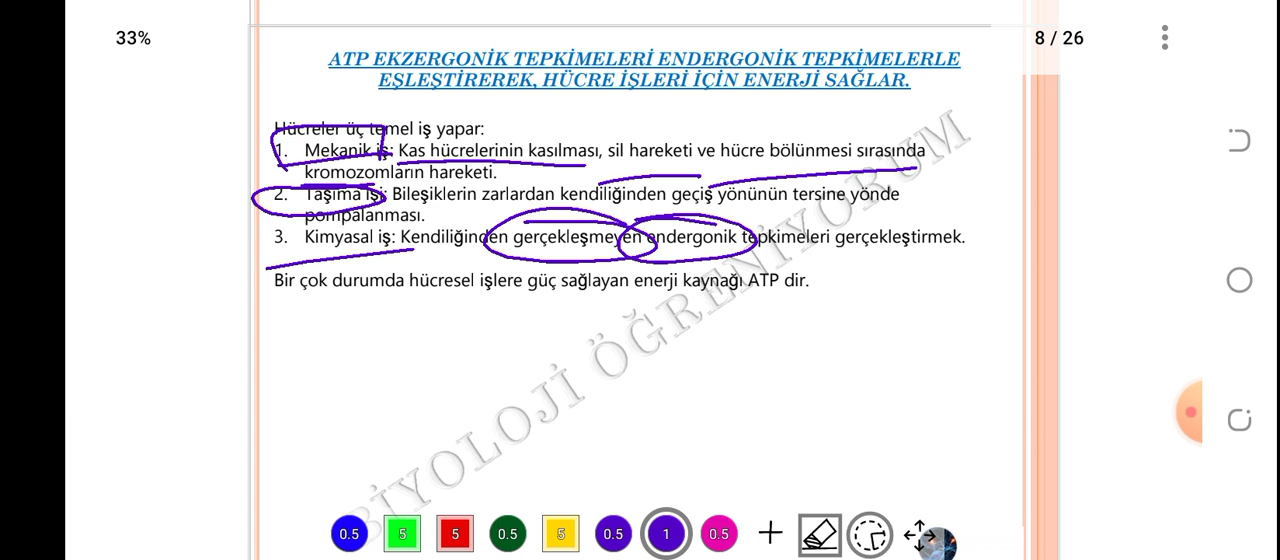 33%
8 / 26
ATP EKZERGONİK TEPKİMELERİ ENDERGONİK TEPKİMELERLE
EŞLEŞTİREREK, HÜCRE İŞLERİ İÇİN ENERJİ SAĞLAR.
Hücreler üç temel iş yapar:
1. Mekanik iş: Kas hücrelerinin kasılması, sil hareketi ve hücre bölünmesi sırasında
kromozomların hareketi.
2. Taşıma işi: Bileşiklerin zarlardan kendiliğinden geçiş yönünün tersine yönde
pompalanması.
3. Kimyasal iş: Kendiliğinden gerçekleşmeyen endergonik tepkimeleri gerçekleştirmek.
Bir çok durumda hücresel işlere güç sağlayan enerji kaynağı ATP dir.
BİYOLOJİ ÖĞRENİYORUM
0.5 5 5 0.5 5 0.5 1 0.5